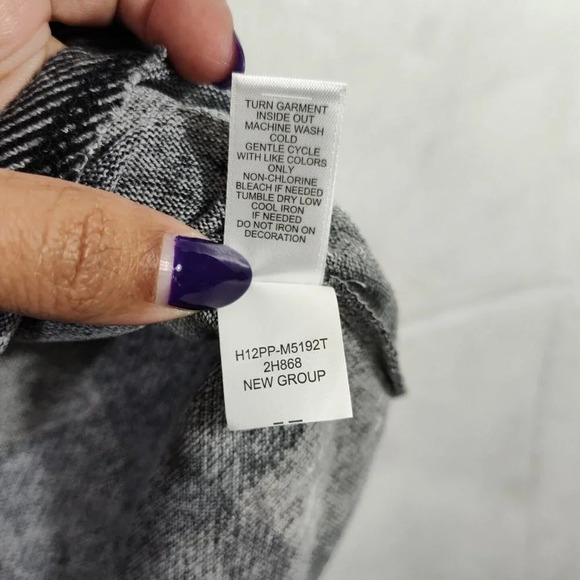 TURN GARMENT
INSIDE OUT
MACHINE WASH
COLD
GENTLE CYCLE
WITH LIKE COLORS
ONLY
NON-CHLORINE
BLEACH IF NEEDED
TUMBLE DRY LOW
COOL IRON
IF NEEDED
DO NOT IRON ON
DECORATION
H12PP-M5192T
2H868
NEW GROUP